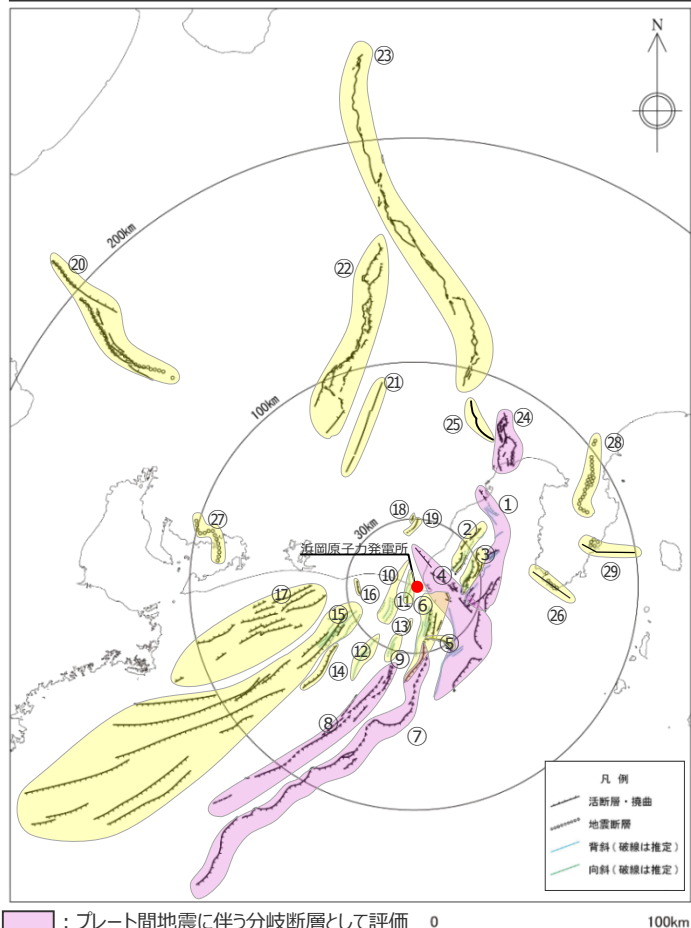 N
㉓
200km
⑳
㉒
㉑
100km
㉕
㉔
㉘
①
⑱
⑲
㉗
30km
②
浜岡原子力発電所
③
④
⑩
㉙
⑰
⑯
⑪
⑥
㉖
⑮
⑬
⑤
⑫
⑨
⑭
⑧
⑦
凡 例
活断層・撓曲
地震断層
背斜(破線は推定)
向斜(破線は推定)
:プレート間地震に伴う分岐断層として評価 0 100km